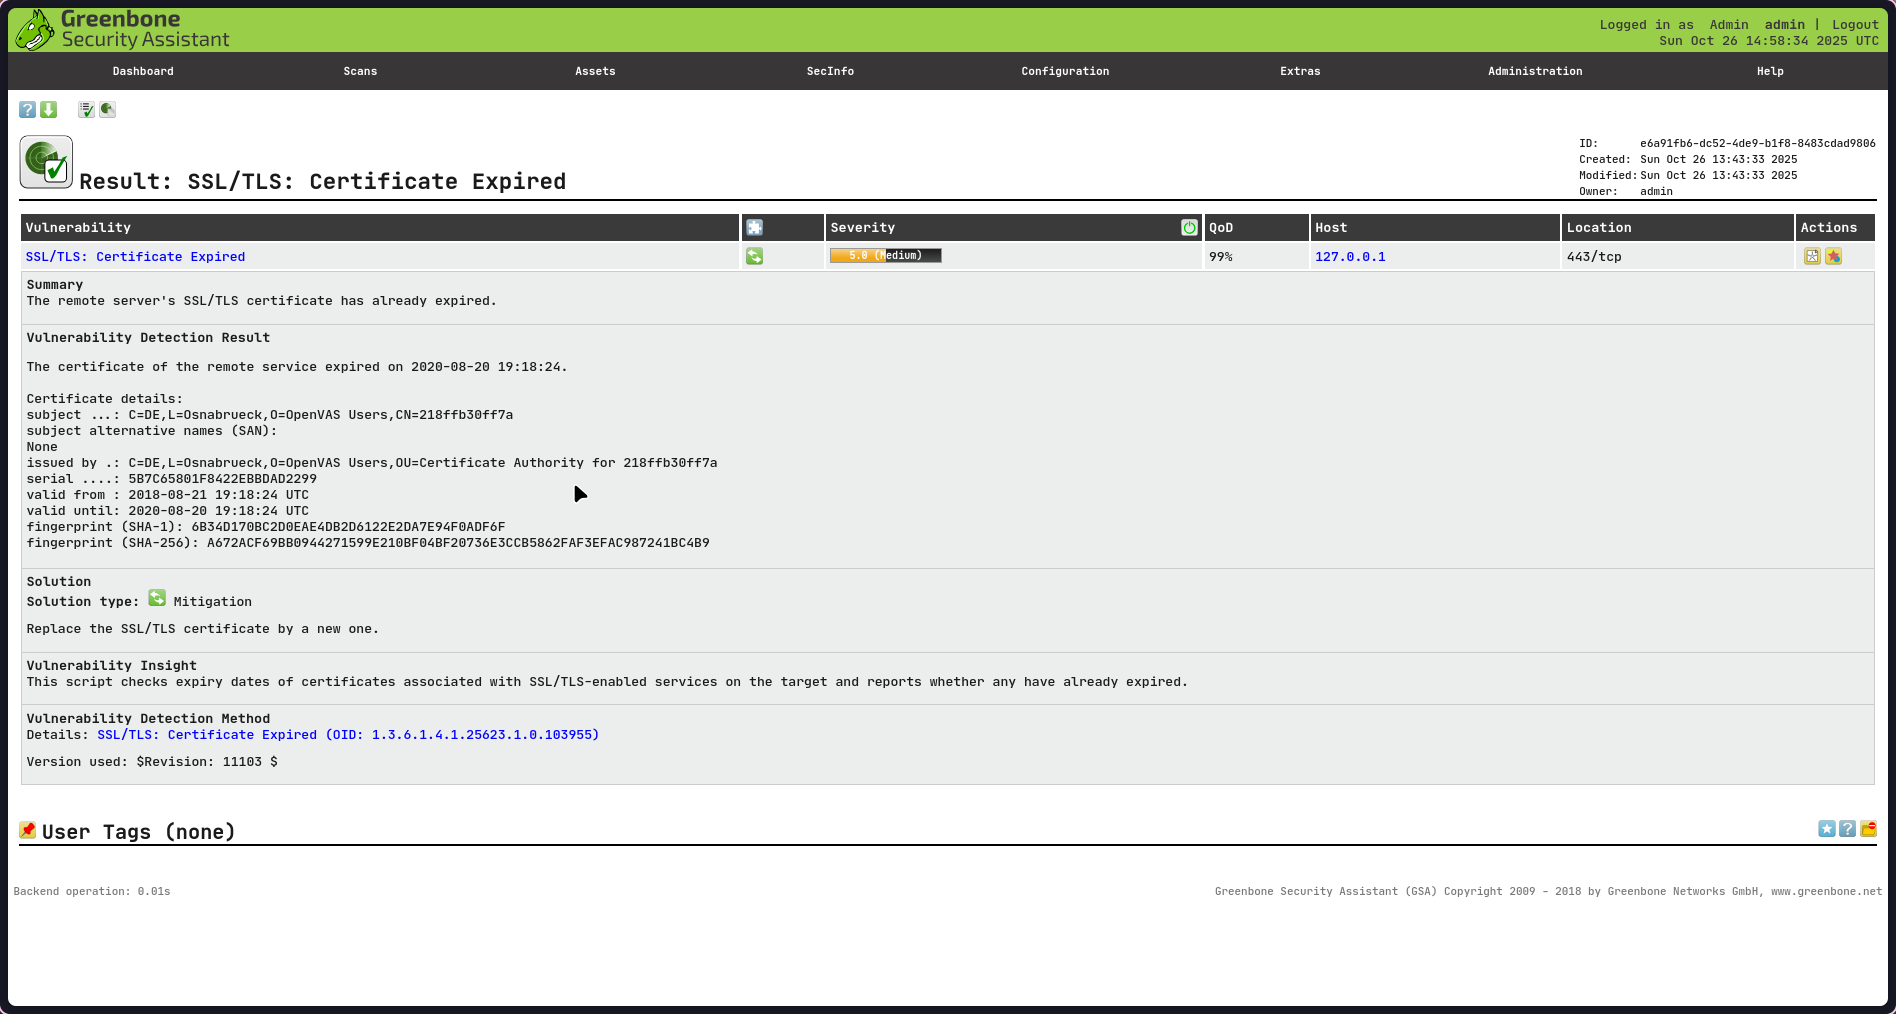 Greenbone
Security Assistant
Logged in as Admin admin | Logout
Sun Oct 26 14:58:34 2025 UTC
Dashboard Scans Assets SecInfo Configuration Extras Administration Help
ID: e6a91fb6-dc52-4de9-b1f8-8483cdad9806
Created: Sun Oct 26 13:43:33 2025
Modified: Sun Oct 26 13:43:33 2025
Owner: admin
Result: SSL/TLS: Certificate Expired
Vulnerability Severity QoD Host Location Actions
SSL/TLS: Certificate Expired 5.0 (Medium) 99% 127.0.0.1 443/tcp
Summary
The remote server's SSL/TLS certificate has already expired.
Vulnerability Detection Result
The certificate of the remote service expired on 2020-08-20 19:18:24.
Certificate details:
subject ...: C=DE,L=Osnabrueck,O=OpenVAS Users,CN=218ffb30ff7a
subject alternative names (SAN):
None
issued by .: C=DE,L=Osnabrueck,O=OpenVAS Users,OU=Certificate Authority for 218ffb30ff7a
serial ....: 5B7C65801F8422EBBDAD2299
valid from : 2018-08-21 19:18:24 UTC
valid until: 2020-08-20 19:18:24 UTC
fingerprint (SHA-1): 6B34D170BC2D0EAE4DB2D6122E2DA7E94F0ADF6F
fingerprint (SHA-256): A672ACF69BB0944271599E210BF04BF20736E3CCB5862FAF3EFAC987241BC4B9
Solution
Solution type: Mitigation
Replace the SSL/TLS certificate by a new one.
Vulnerability Insight
This script checks expiry dates of certificates associated with SSL/TLS-enabled services on the target and reports whether any have already expired.
Vulnerability Detection Method
Details: SSL/TLS: Certificate Expired (OID: 1.3.6.1.4.1.25623.1.0.103955)
Version used: $Revision: 11103 $
User Tags (none)
Backend operation: 0.01s
Greenbone Security Assistant (GSA) Copyright 2009 - 2018 by Greenbone Networks GmbH, www.greenbone.net